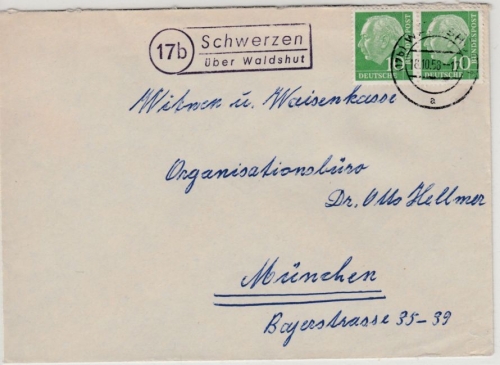 17b
Schwerzen
über Waldshut
10
DEUTSCHE
BUNDESPOST
10
DEUTSCHE
BUNDESPOST
a
Witwen u. Waisenkasse
Organisationsbüro
Dr. Otto Hellmer
München
Bayerstrasse 35-39